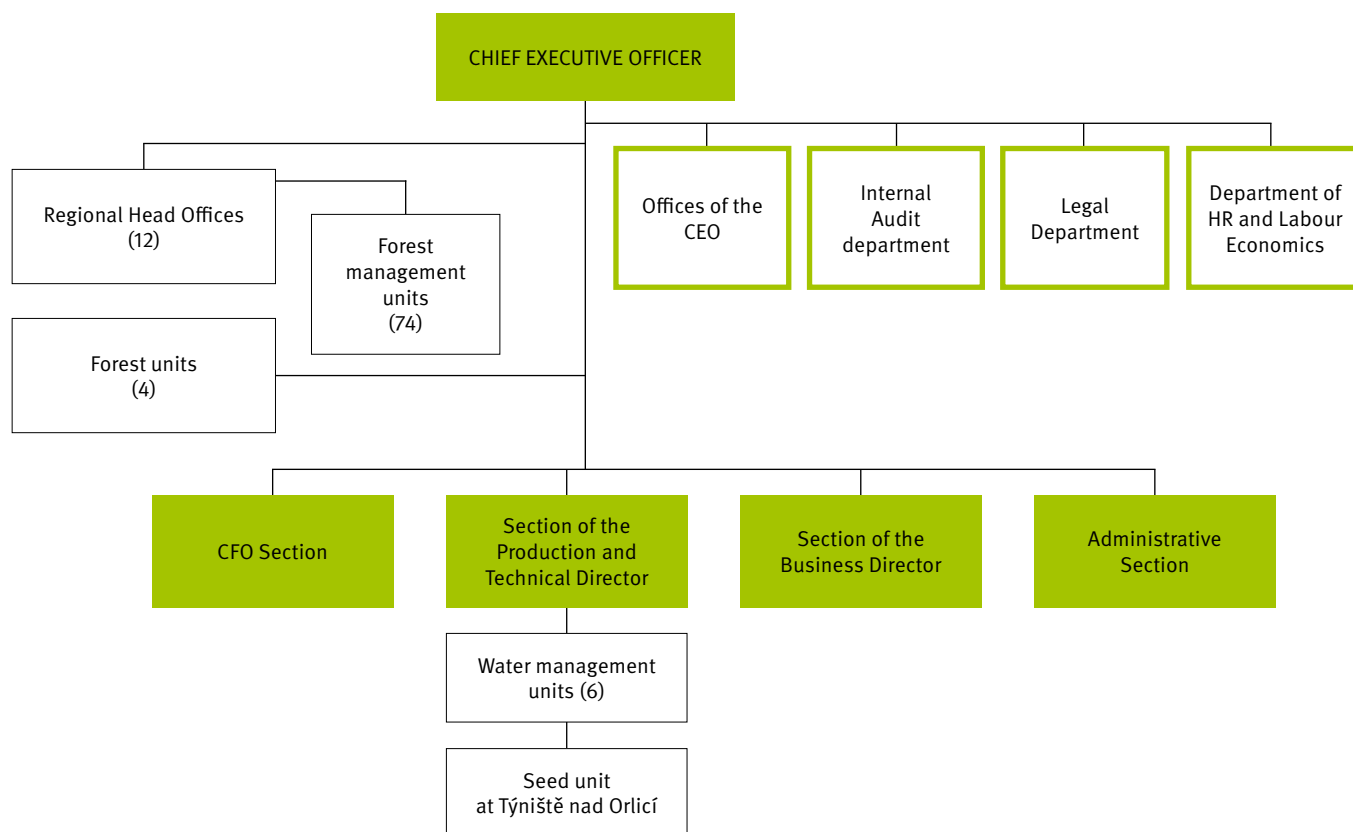 CHIEF EXECUTIVE OFFICER
Regional Head Offices
(12)
Forest
management
units
(74)
Offices of the
CEO
Internal
Audit
department
Legal
Department
Department of
HR and Labour
Economics
Forest units
(4)
CFO Section
Section of the
Production and
Technical Director
Section of the
Business Director
Administrative
Section
Water management
units (6)
Seed unit
at Týniště nad Orlicí